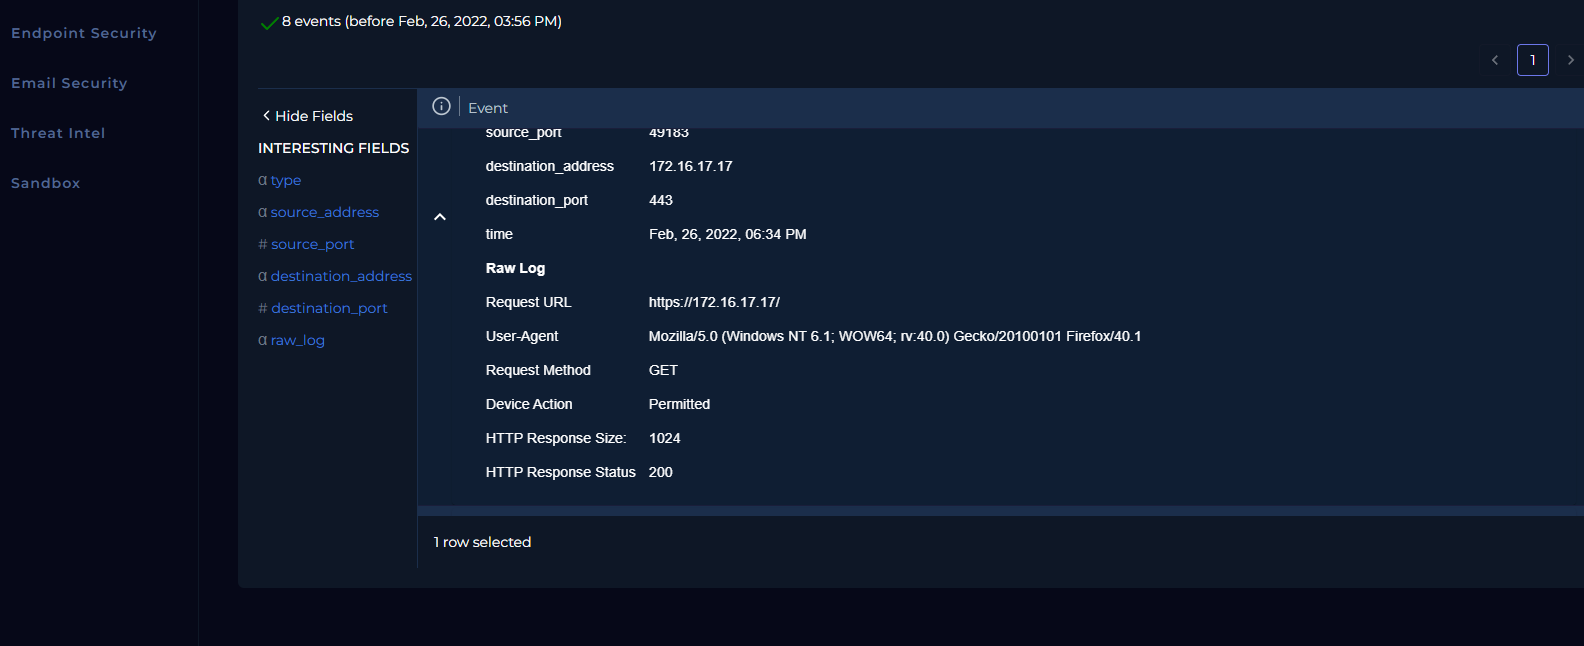 Endpoint Security
Email Security
Threat Intel
Sandbox
8 events (before Feb, 26, 2022, 03:56 PM)
1
Hide Fields
INTERESTING FIELDS
α type
α source_address
# source_port
α destination_address
# destination_port
α raw_log
Event
source_port 49183
destination_address 172.16.17.17
destination_port 443
time Feb, 26, 2022, 06:34 PM
Raw Log
Request URL https://172.16.17.17/
User-Agent Mozilla/5.0 (Windows NT 6.1; WOW64; rv:40.0) Gecko/20100101 Firefox/40.1
Request Method GET
Device Action Permitted
HTTP Response Size: 1024
HTTP Response Status 200
1 row selected